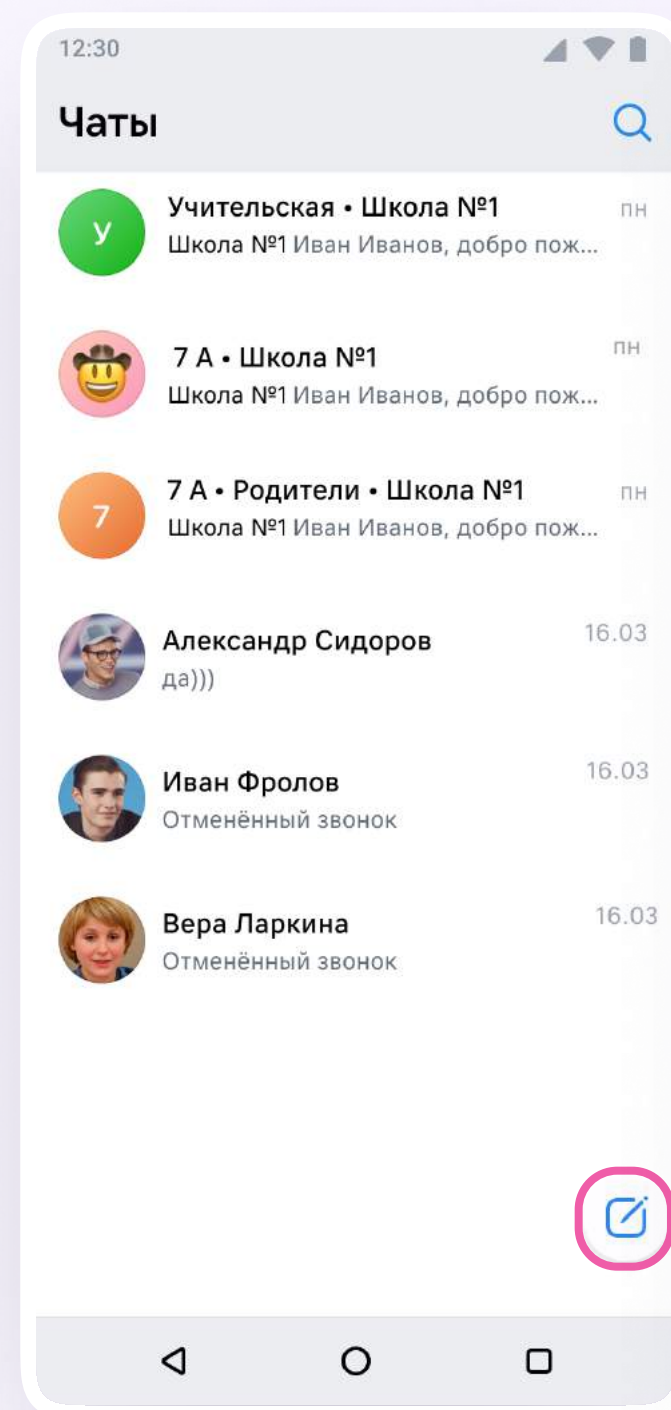 12:30
Чаты
У
Учительская • Школа №1
пн
Школа №1 Иван Иванов, добро пож...
7 А • Школа №1
пн
Школа №1 Иван Иванов, добро пож...
7
7 А • Родители • Школа №1
пн
Школа №1 Иван Иванов, добро пож...
Александр Сидоров
16.03
да)))
Иван Фролов
16.03
Отменённый звонок
Вера Ларкина
16.03
Отменённый звонок